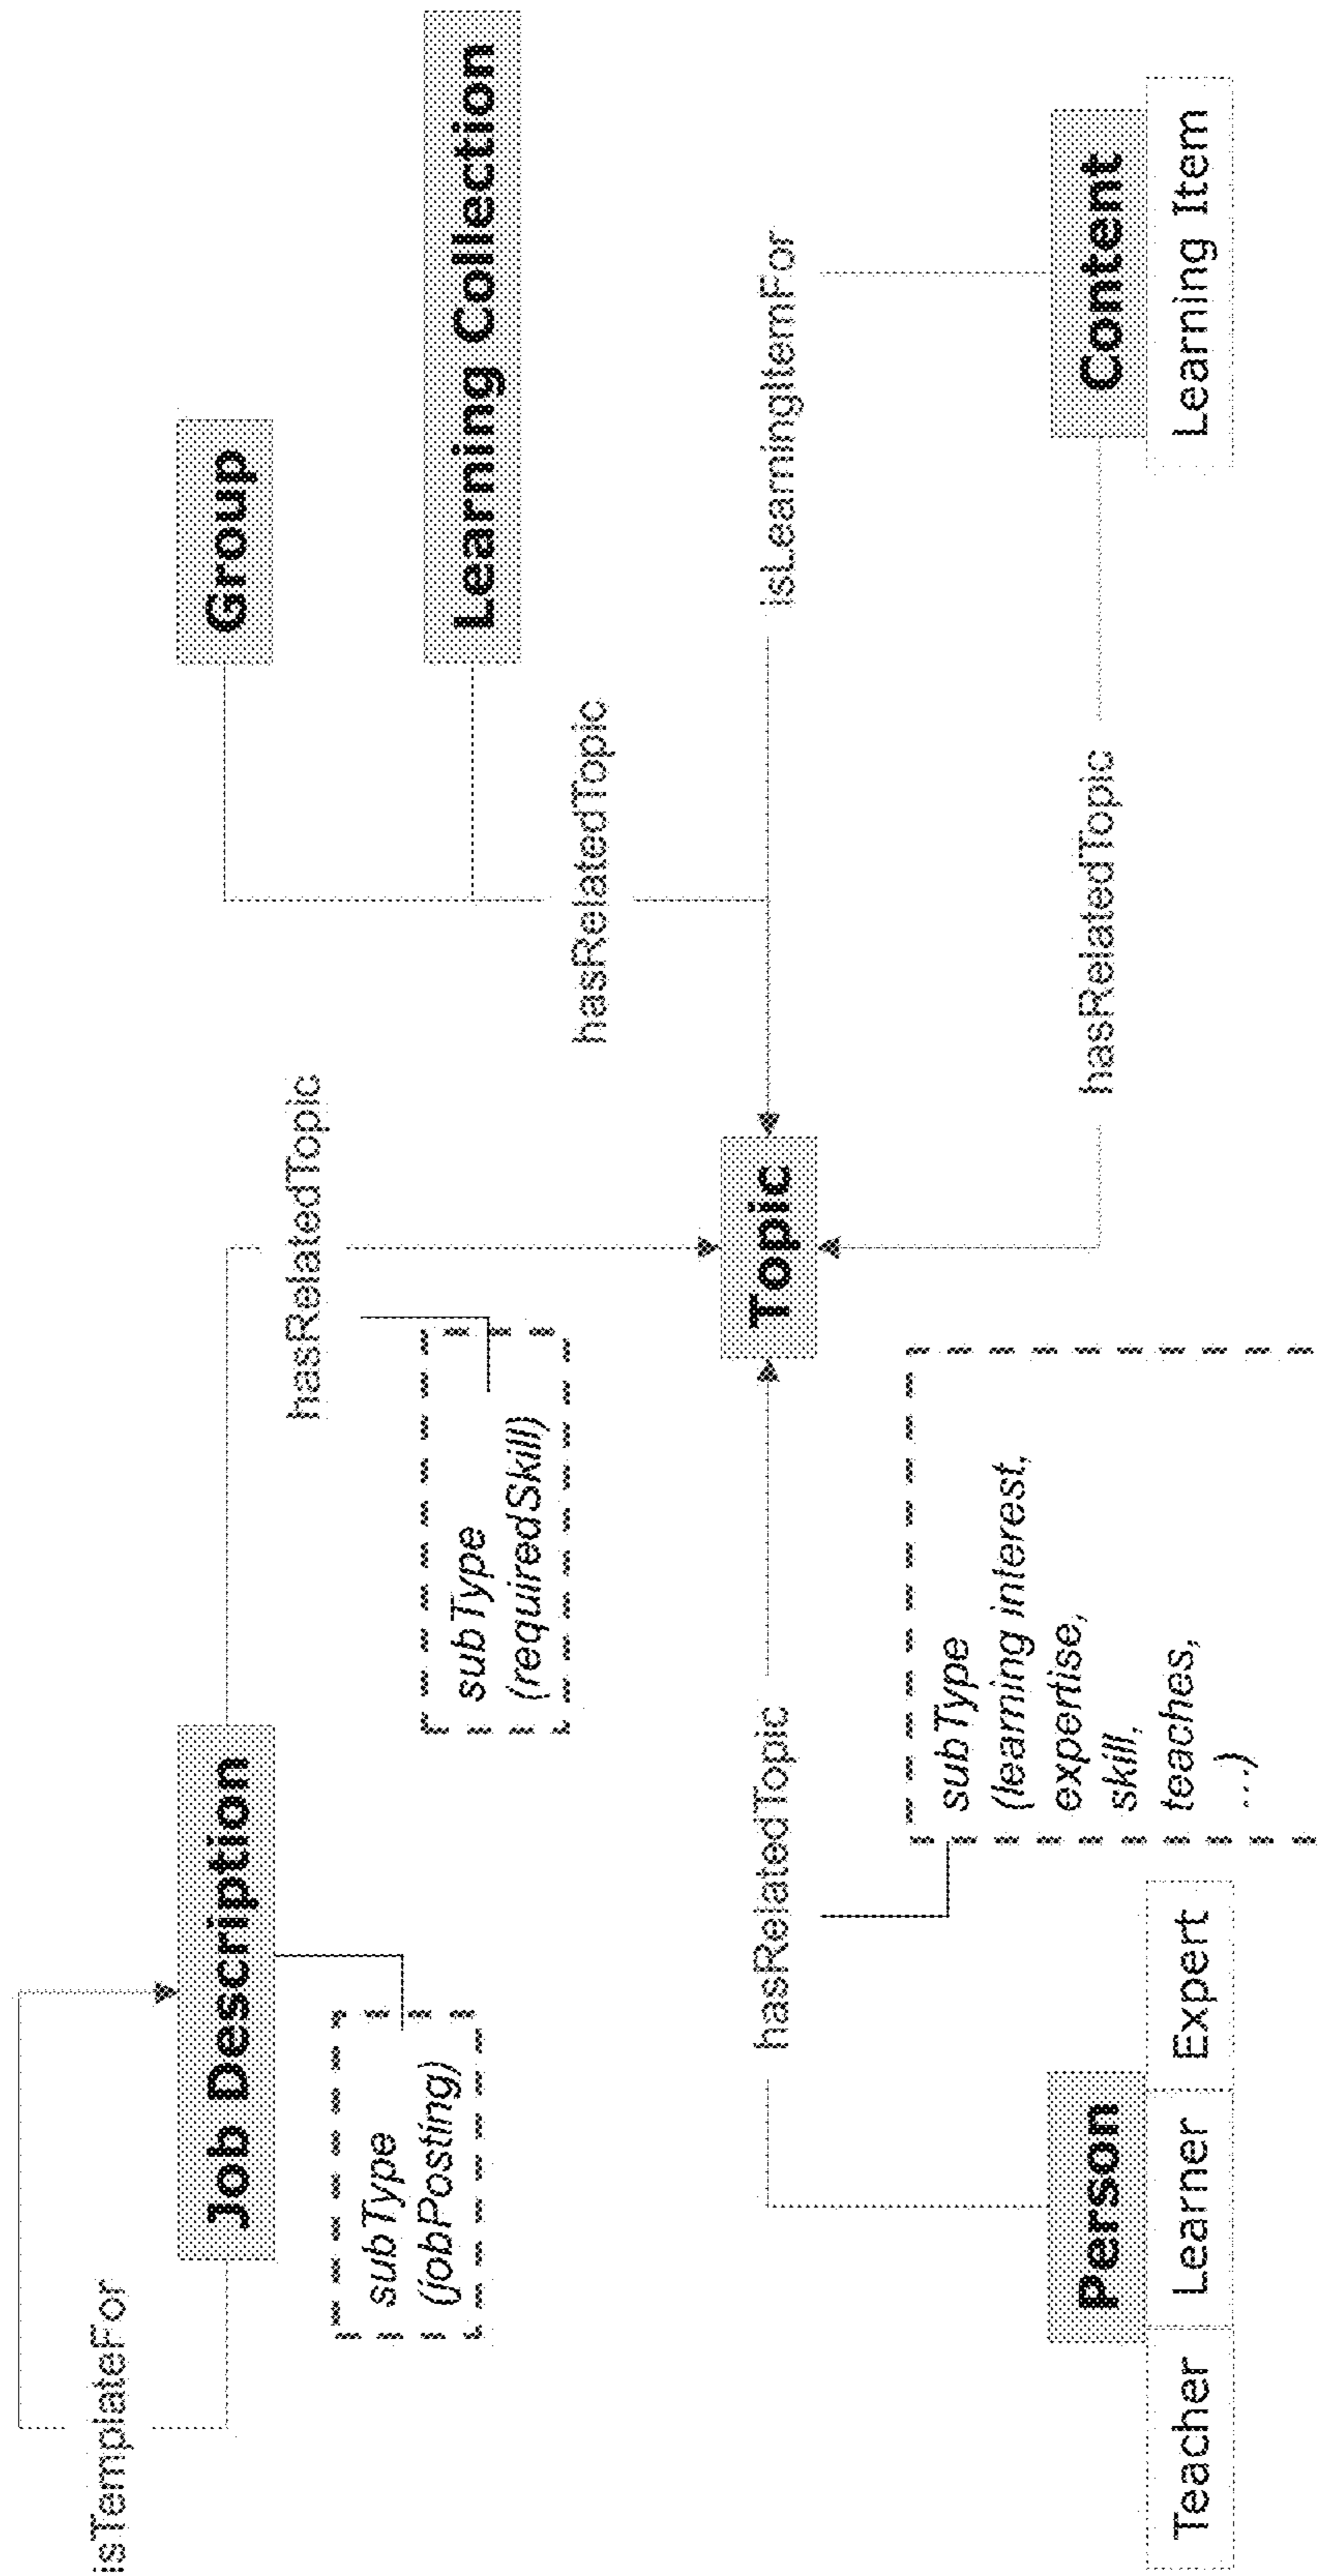 isTemplateFor
Job Description
subType
(jobPosting)
hasRelatedTopic
subType
(requiredSkill)
Group
Learning Collection
hasRelatedTopic
Topic
hasRelatedTopic
isLearningItemFor
subType
(learning interest,
expertise,
skill,
teaches,
...)
hasRelatedTopic
Person
Teacher
Learner
Expert
Content
Learning Item